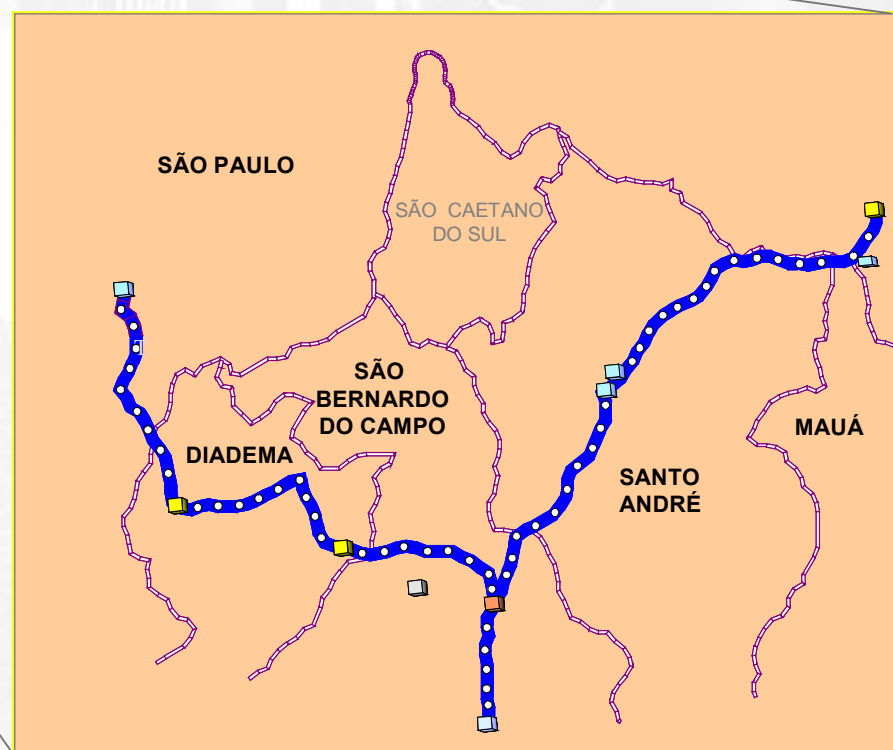 SÃO PAULO
SÃO CAETANO
DO SUL
SÃO
BERNARDO
DO CAMPO
DIADEMA
MAUÁ
SANTO
ANDRÉ